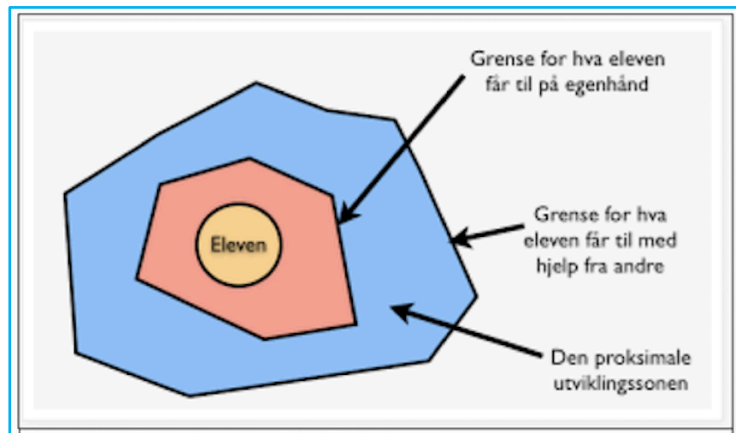 Grense for hva eleven
får til på egenhånd
Eleven
Grense for hva
eleven får til med
hjelp fra andre
Den proksimale
utviklingssonen